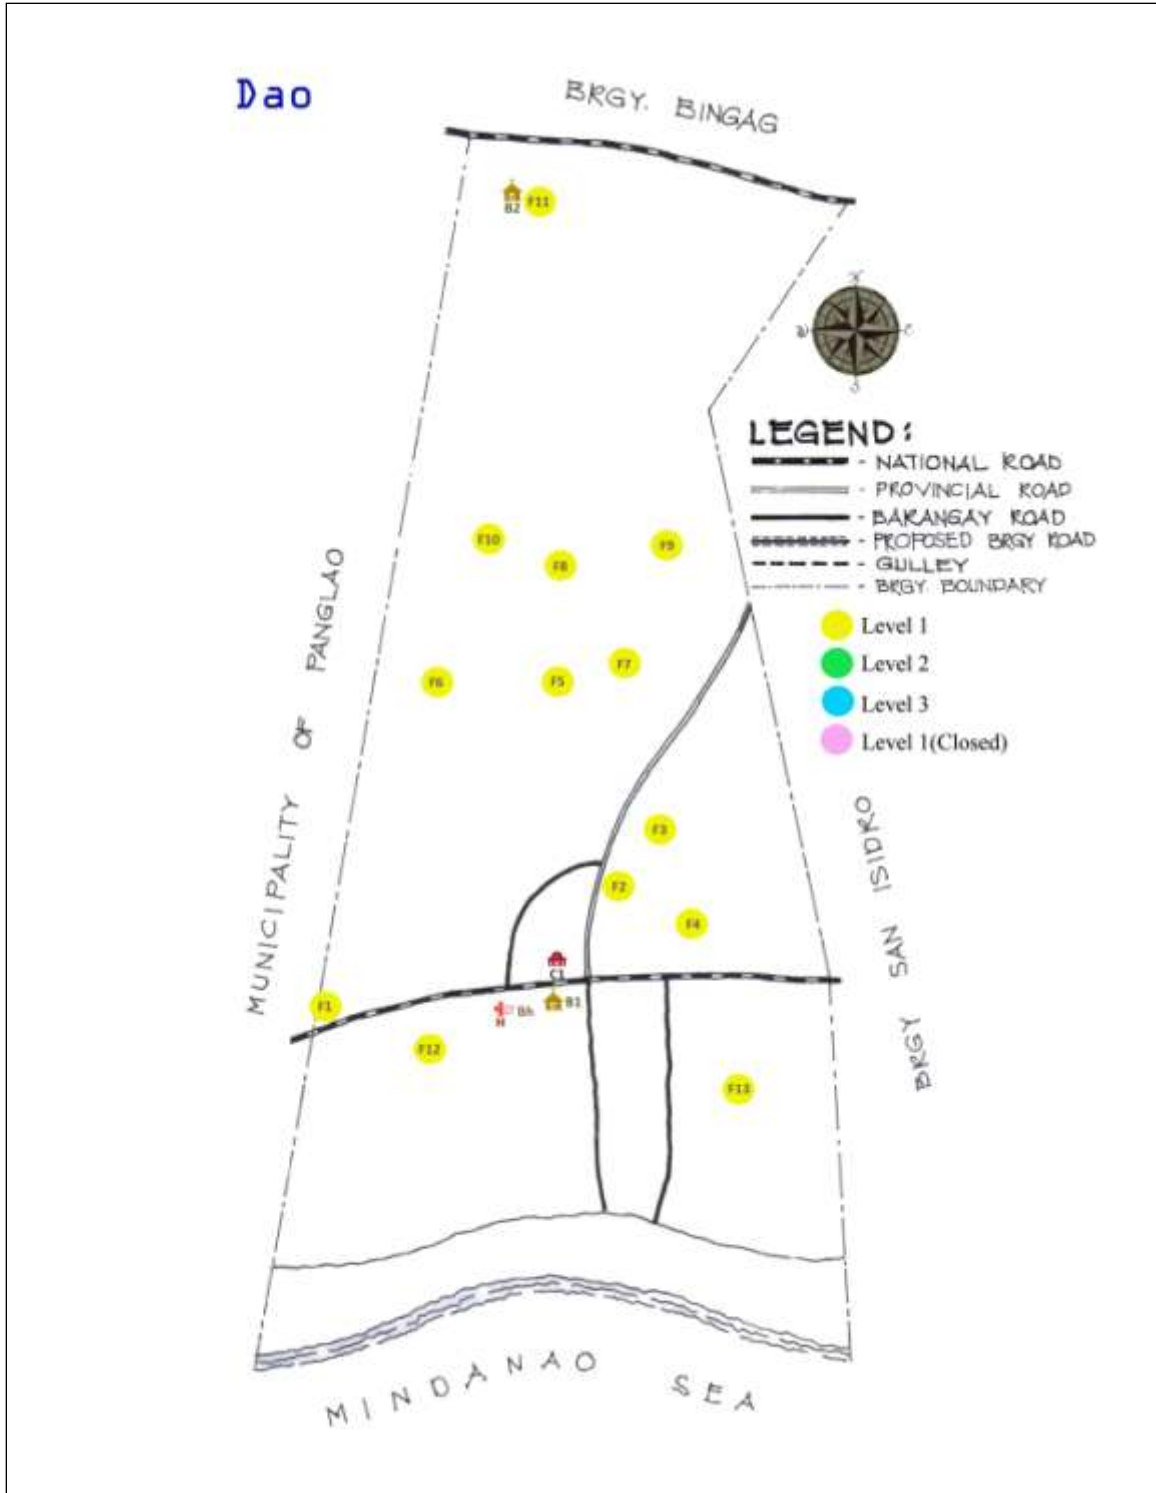 Dao
BRGY. BINGAG
B2
F11
N
W
E
S
LEGEND:
- NATIONAL ROAD
- PROVINCIAL ROAD
- BARANGAY ROAD
- PROPOSED BRGY ROAD
- GULLEY
- BRGY. BOUNDARY
Level 1
Level 2
Level 3
Level 1(Closed)
MUNICIPALITY OF PANGLAO
F10
F8
F9
F6
F5
F7
F3
F2
F4
C1
F1
H
Bh
B1
F12
F13
BRGY SAN ISIDRO
MINDANAO SEA